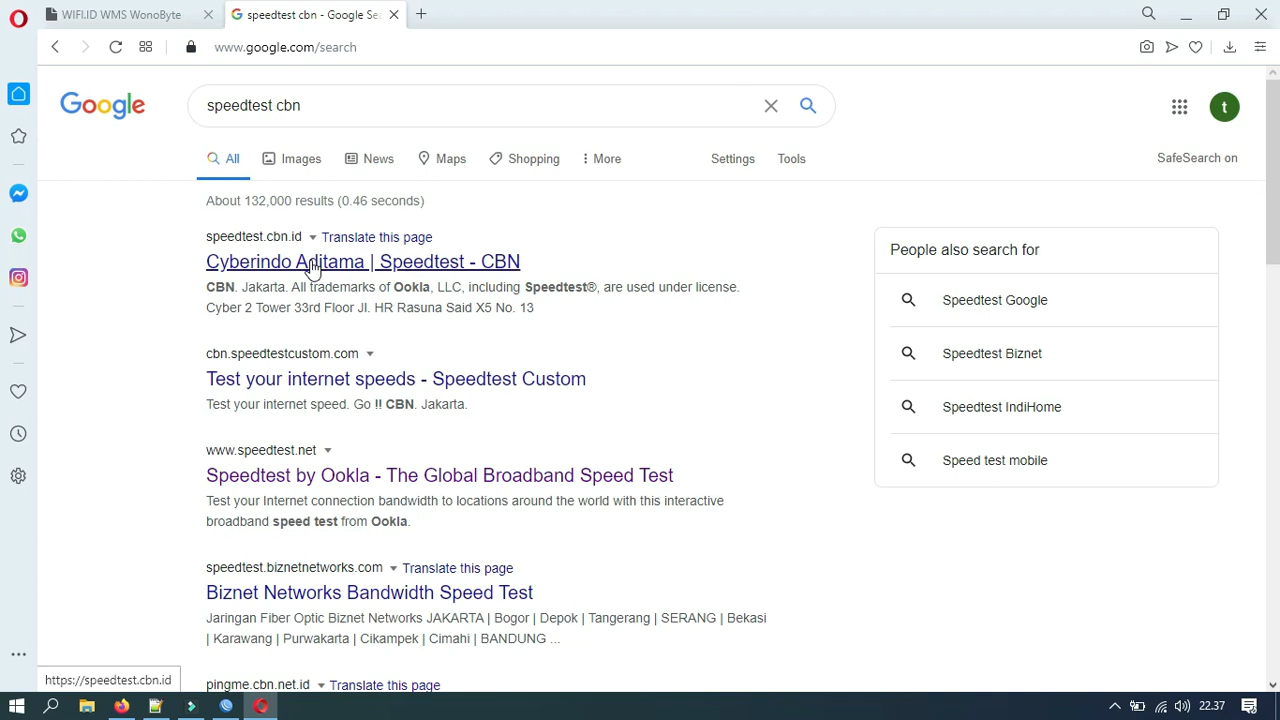 WIFI.ID WMS WonoByte
speedtest cbn - Google Se
www.google.com/search
Google
speedtest cbn
t
All
Images
News
Maps
Shopping
More
Settings
Tools
SafeSearch on
About 132,000 results (0.46 seconds)
speedtest.cbn.id
Translate this page
Cyberindo Aditama | Speedtest - CBN
CBN. Jakarta. All trademarks of Ookla, LLC, including Speedtest®, are used under license.
Cyber 2 Tower 33rd Floor Jl. HR Rasuna Said X5 No. 13
cbn.speedtestcustom.com
Test your internet speeds - Speedtest Custom
Test your internet speed. Go !! CBN. Jakarta.
www.speedtest.net
Speedtest by Ookla - The Global Broadband Speed Test
Test your Internet connection bandwidth to locations around the world with this interactive
broadband speed test from Ookla.
speedtest.biznetnetworks.com
Translate this page
Biznet Networks Bandwidth Speed Test
Jaringan Fiber Optic Biznet Networks JAKARTA | Bogor | Depok | Tangerang | SERANG | Bekasi
| Karawang | Purwakarta | Cikampek | Cimahi | BANDUNG ...
pingme.cbn.net.id
Translate this page
People also search for
Speedtest Google
Speedtest Biznet
Speedtest IndiHome
Speed test mobile
https://speedtest.cbn.id
22.37